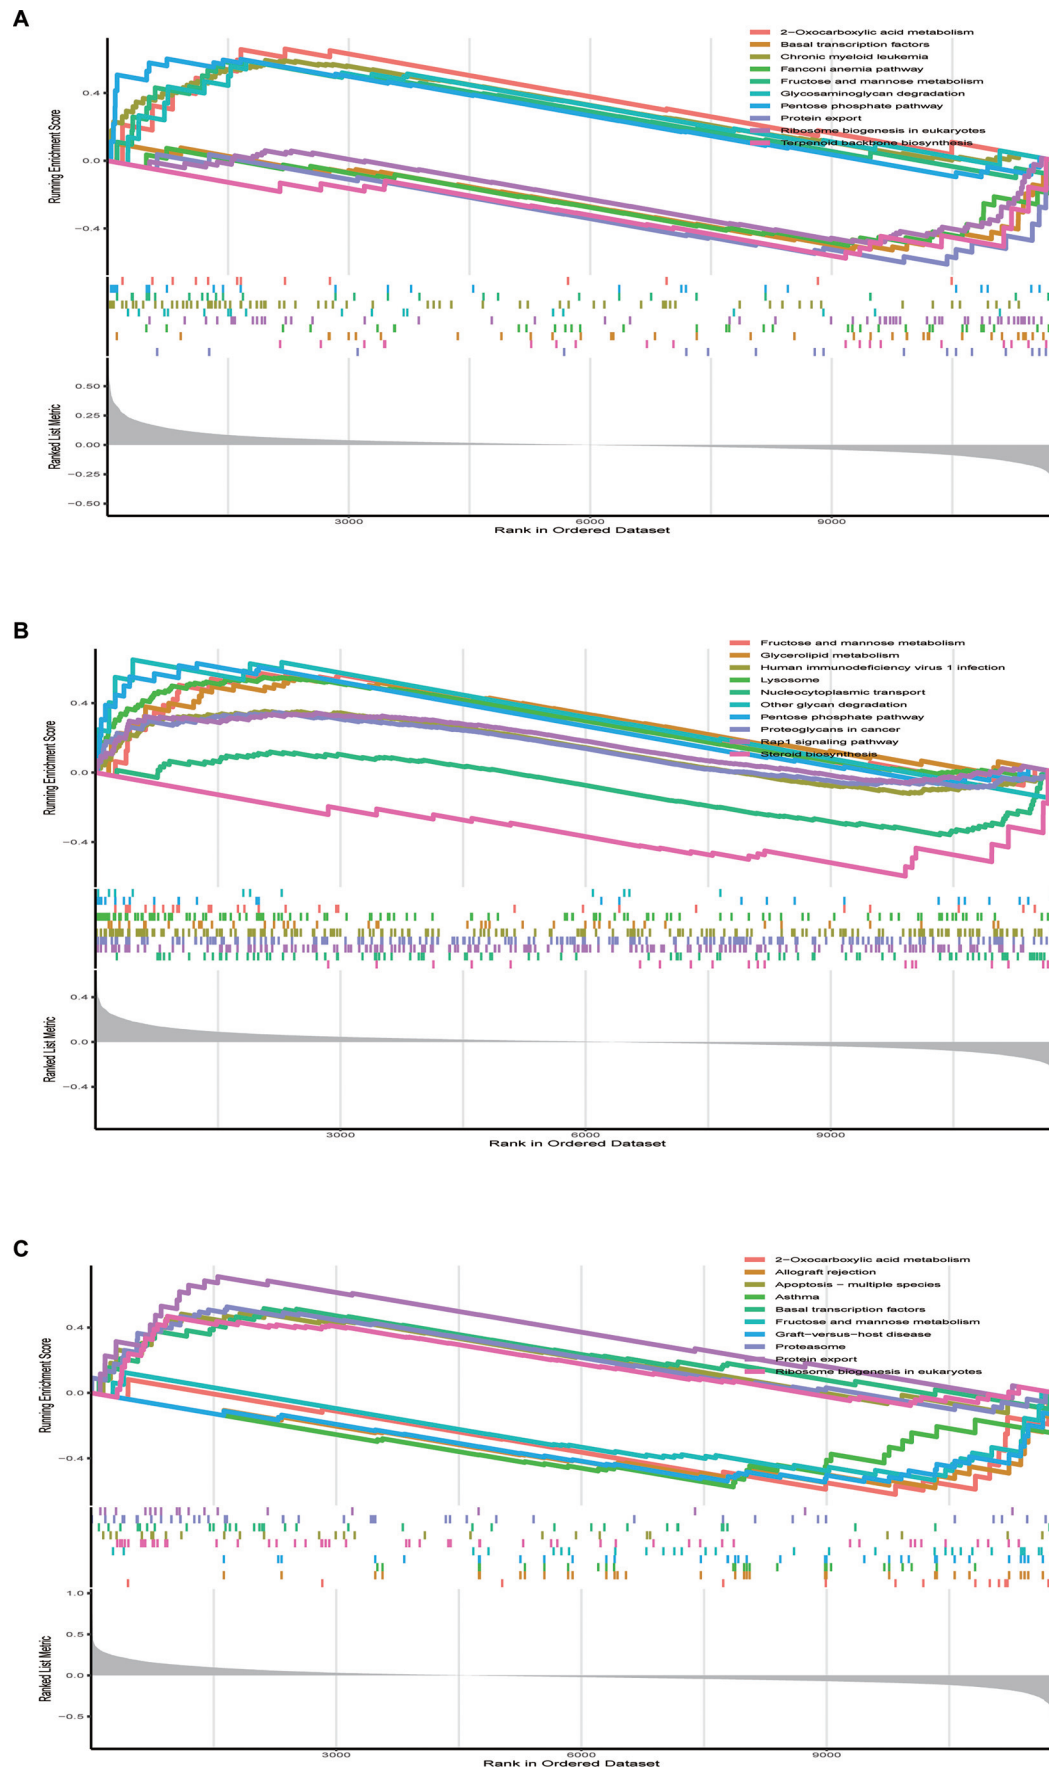 A
2−Oxocarboxylic acid metabolism
Basal transcription factors
Chronic myeloid leukemia
Fanconi anemia pathway
Fructose and mannose metabolism
Glycosaminoglycan degradation
Pentose phosphate pathway
Protein export
Ribosome biogenesis in eukaryotes
Terpenoid backbone biosynthesis
Running Enrichment Score
0.4
0.0
−0.4
Ranked List Metric
0.50
0.25
0.00
−0.25
−0.50
3000
6000
9000
Rank in Ordered Dataset
B
Fructose and mannose metabolism
Glycerolipid metabolism
Human immunodeficiency virus 1 infection
Lysosome
Nucleocytoplasmic transport
Other glycan degradation
Pentose phosphate pathway
Proteoglycans in cancer
Rap1 signaling pathway
Steroid biosynthesis
Running Enrichment Score
0.4
0.0
−0.4
Ranked List Metric
0.4
0.0
−0.4
3000
6000
9000
Rank in Ordered Dataset
C
2−Oxocarboxylic acid metabolism
Allograft rejection
Apoptosis − multiple species
Asthma
Basal transcription factors
Fructose and mannose metabolism
Graft−versus−host disease
Proteasome
Protein export
Ribosome biogenesis in eukaryotes
Running Enrichment Score
0.4
0.0
−0.4
Ranked List Metric
1.0
0.5
0.0
−0.5
3000
6000
9000
Rank in Ordered Dataset